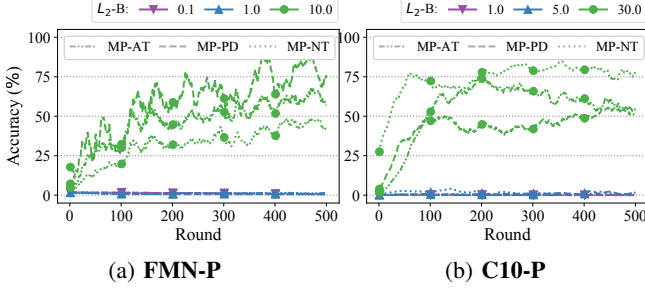 L2-B: 0.1 1.0 10.0
L2-B: 1.0 5.0 30.0
MP-AT MP-PD MP-NT
MP-AT MP-PD MP-NT
Accuracy (%)
100
75
50
25
0
0 100 200 300 400 500
Round
100
75
50
25
0
0 100 200 300 400 500
Round
(a) FMN-P
(b) C10-P